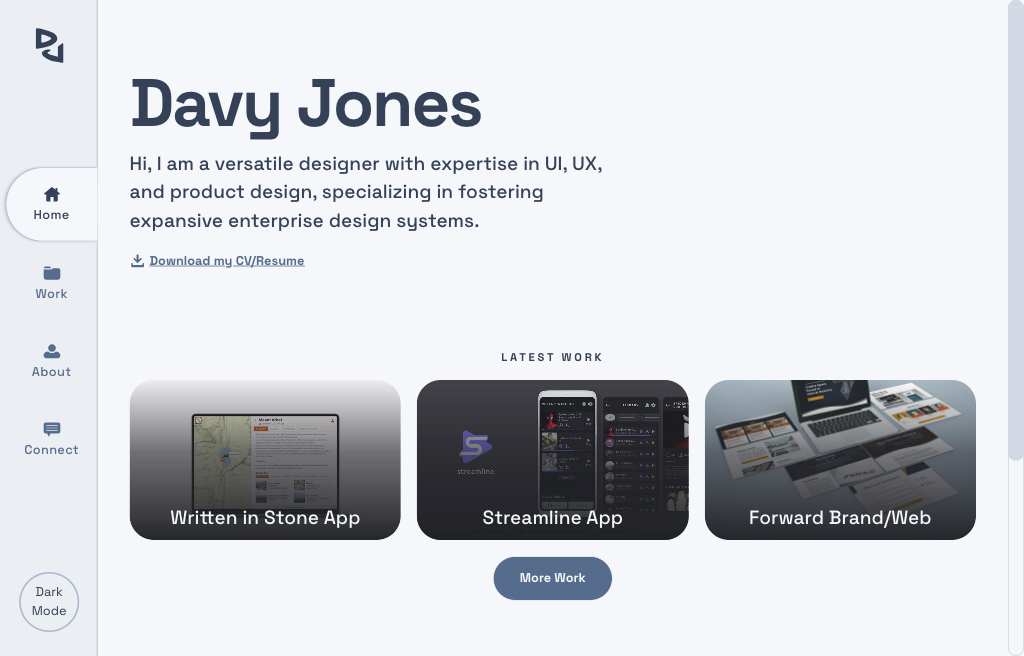 Home
Work
About
Connect
Dark
Mode
Davy Jones
Hi, I am a versatile designer with expertise in UI, UX,
and product design, specializing in fostering
expansive enterprise design systems.
Download my CV/Resume
LATEST WORK
Written in Stone App
streamline
Streamline App
Forward Brand/Web
More Work